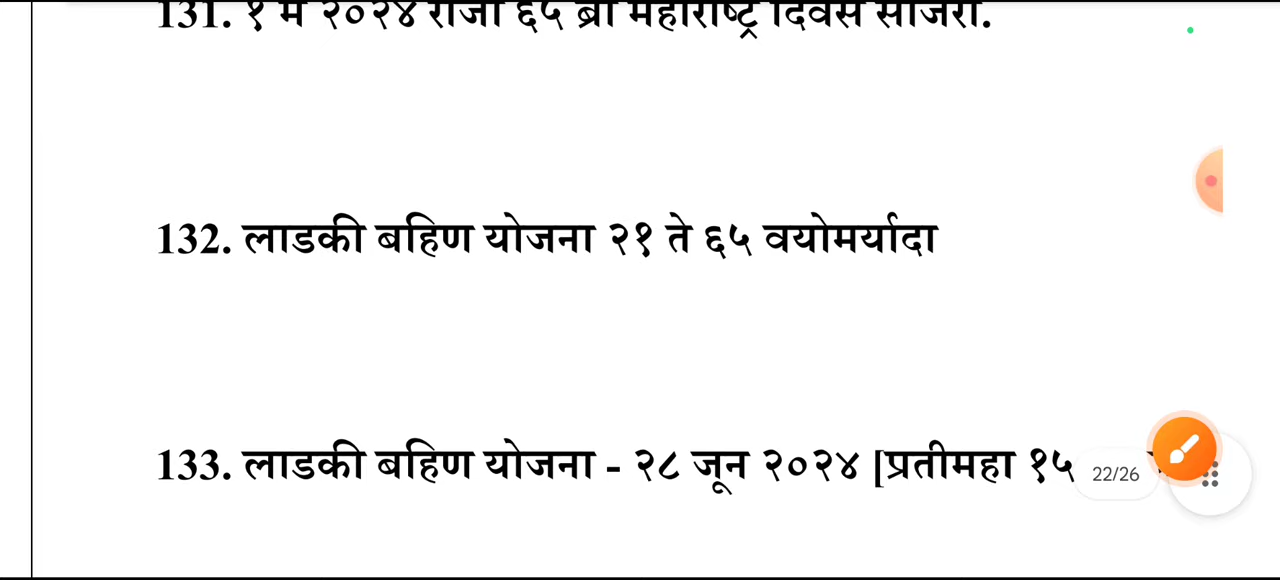 131. १ मे २०२४ राजी ६५ वा महाराष्ट्र दिवस साजरा.
132. लाडकी बहिण योजना २१ ते ६५ वयोमर्यादा
133. लाडकी बहिण योजना - २८ जून २०२४ [प्रतीमहा १५
22/26